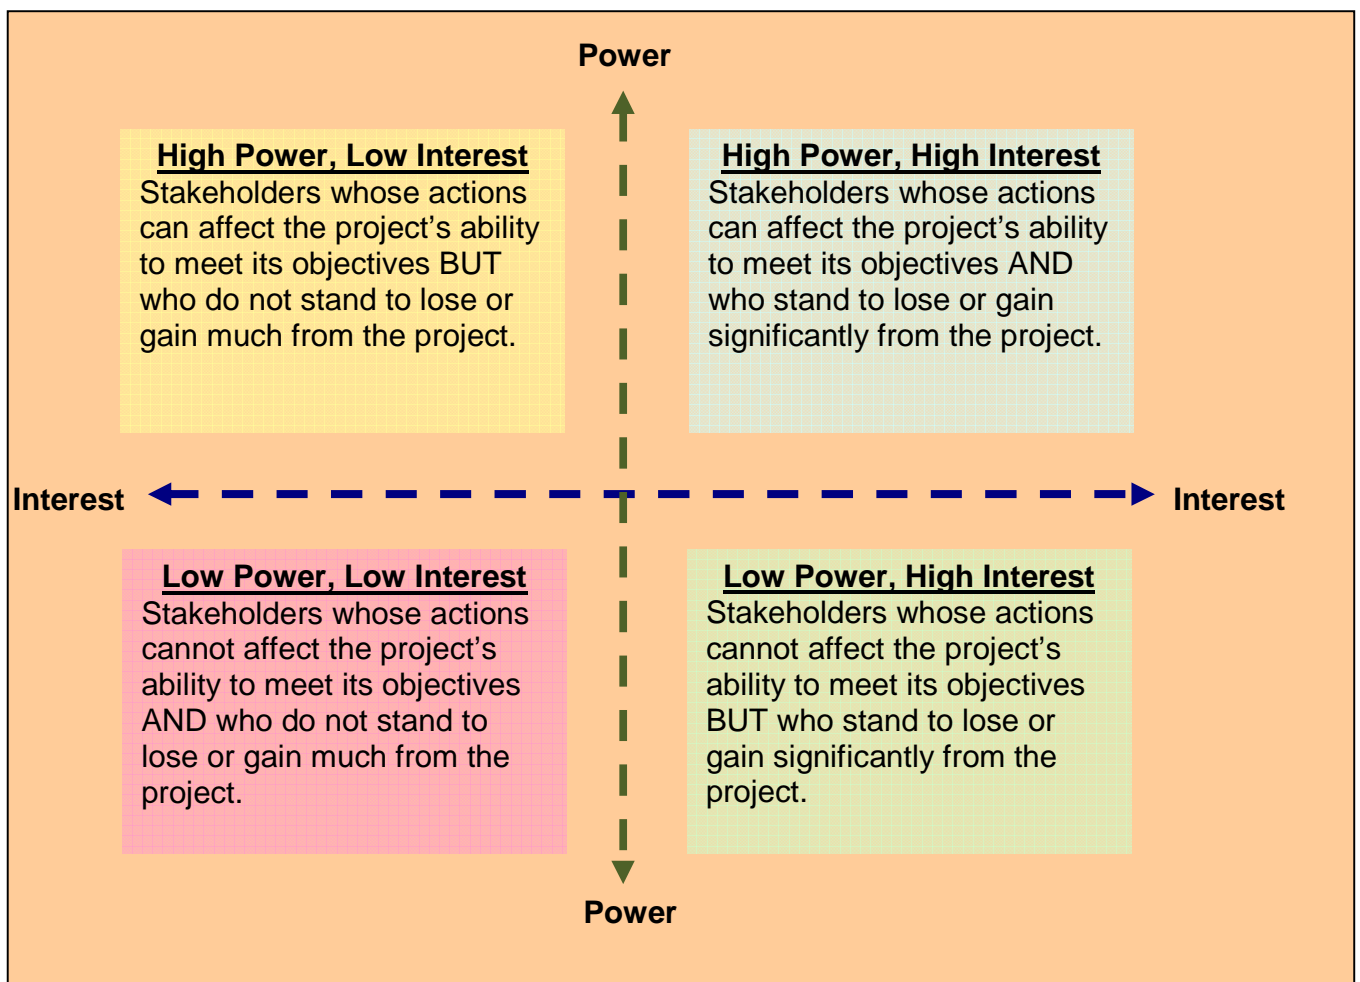 Power
High Power, Low Interest
Stakeholders whose actions
can affect the project’s ability
to meet its objectives BUT
who do not stand to lose or
gain much from the project.
High Power, High Interest
Stakeholders whose actions
can affect the project’s ability
to meet its objectives AND
who stand to lose or gain
significantly from the project.
Interest
Interest
Low Power, Low Interest
Stakeholders whose actions
cannot affect the project’s
ability to meet its objectives
AND who do not stand to
lose or gain much from the
project.
Low Power, High Interest
Stakeholders whose actions
cannot affect the project’s
ability to meet its objectives
BUT who stand to lose or
gain significantly from the
project.
Power